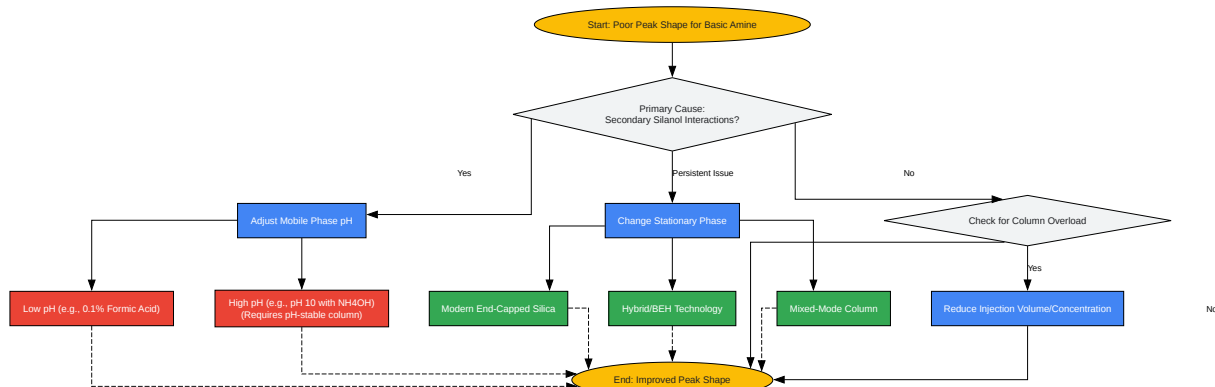 Start: Poor Peak Shape for Basic Amine
Primary Cause:
Secondary Silanol Interactions?
Yes
Persistent Issue
No
Adjust Mobile Phase pH
Change Stationary Phase
Check for Column Overload
Yes
Low pH (e.g., 0.1% Formic Acid)
High pH (e.g., pH 10 with NH4OH)
(Requires pH-stable column)
Modern End-Capped Silica
Hybrid/BEH Technology
Mixed-Mode Column
Reduce Injection Volume/Concentration
End: Improved Peak Shape